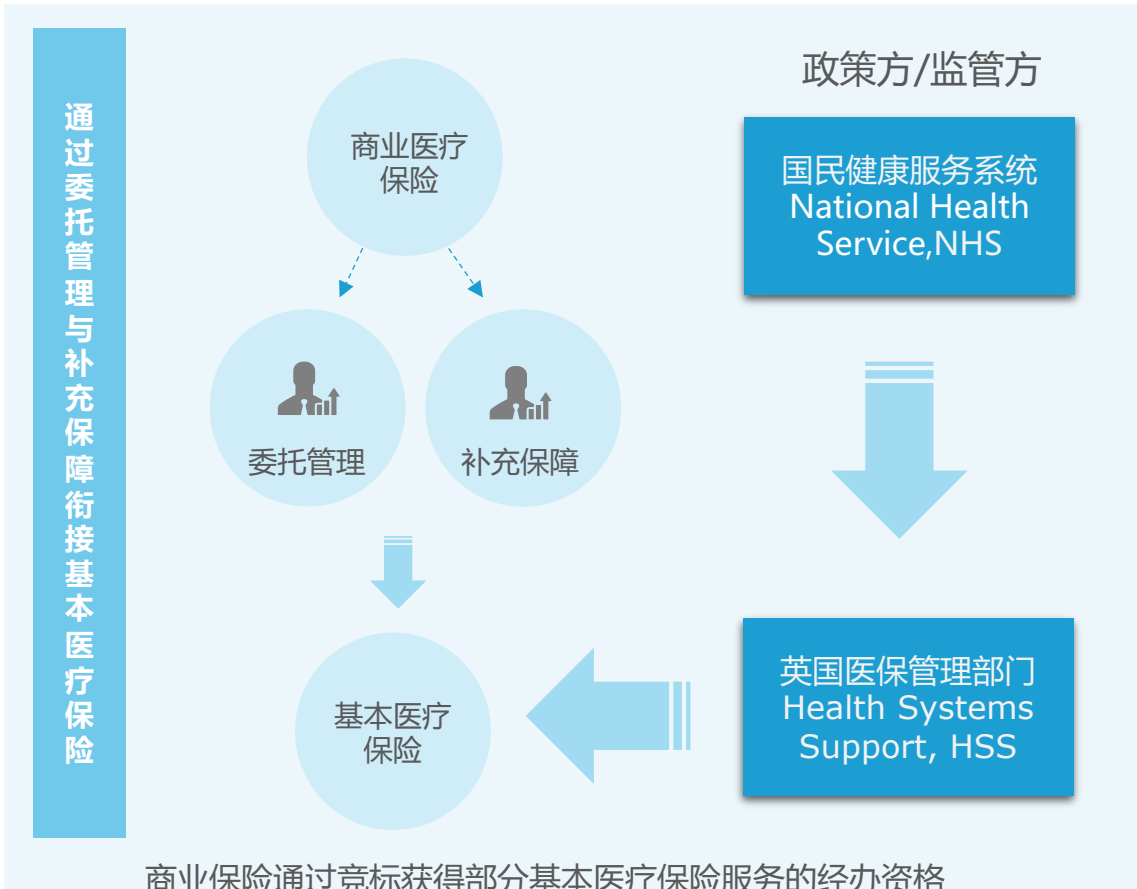 通过委托管理与补充保障衔接基本医疗保险
商业医疗
保险
委托管理
补充保障
基本医疗
保险
政策方/监管方
国民健康服务系统
National Health
Service,NHS
英国医保管理部门
Health Systems
Support, HSS
商业保险通过竞标获得部分基本医疗保险服务的经办资格